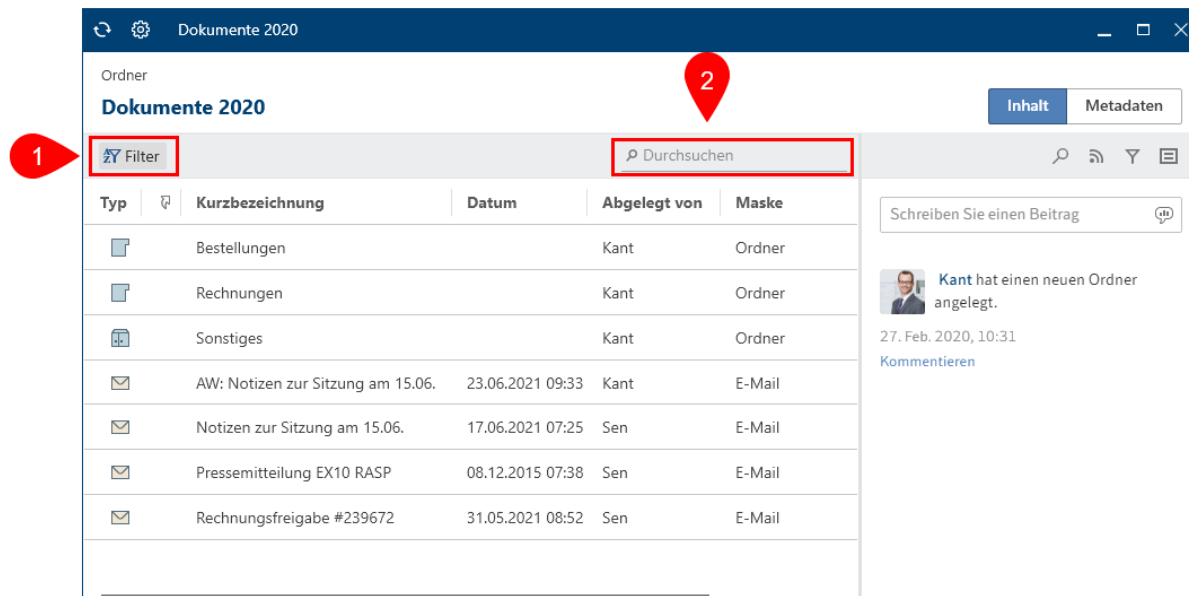 Dokumente 2020
Ordner
2
Dokumente 2020
Inhalt Metadaten
1
Filter Durchsuchen
Typ Kurzbezeichnung Datum Abgelegt von Maske
Schreiben Sie einen Beitrag
Bestellungen Kant Ordner
Rechnungen Kant Ordner
Kant hat einen neuen Ordner
angelegt.
Sonstiges Kant Ordner
27. Feb. 2020, 10:31
Kommentieren
AW: Notizen zur Sitzung am 15.06. 23.06.2021 09:33 Kant E-Mail
Notizen zur Sitzung am 15.06. 17.06.2021 07:25 Sen E-Mail
Pressemitteilung EX10 RASP 08.12.2015 07:38 Sen E-Mail
Rechnungsfreigabe #239672 31.05.2021 08:52 Sen E-Mail